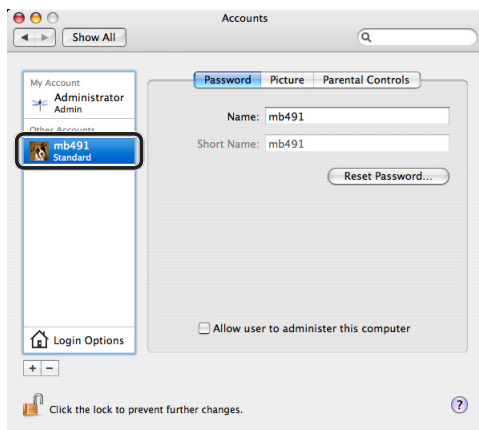 Accounts
Show All
My Account
Administrator
Admin
Other Accounts
mb491
Standard
Login Options
Password Picture Parental Controls
Name: mb491
Short Name: mb491
Reset Password...
Allow user to administer this computer
+ −
Click the lock to prevent further changes.
?